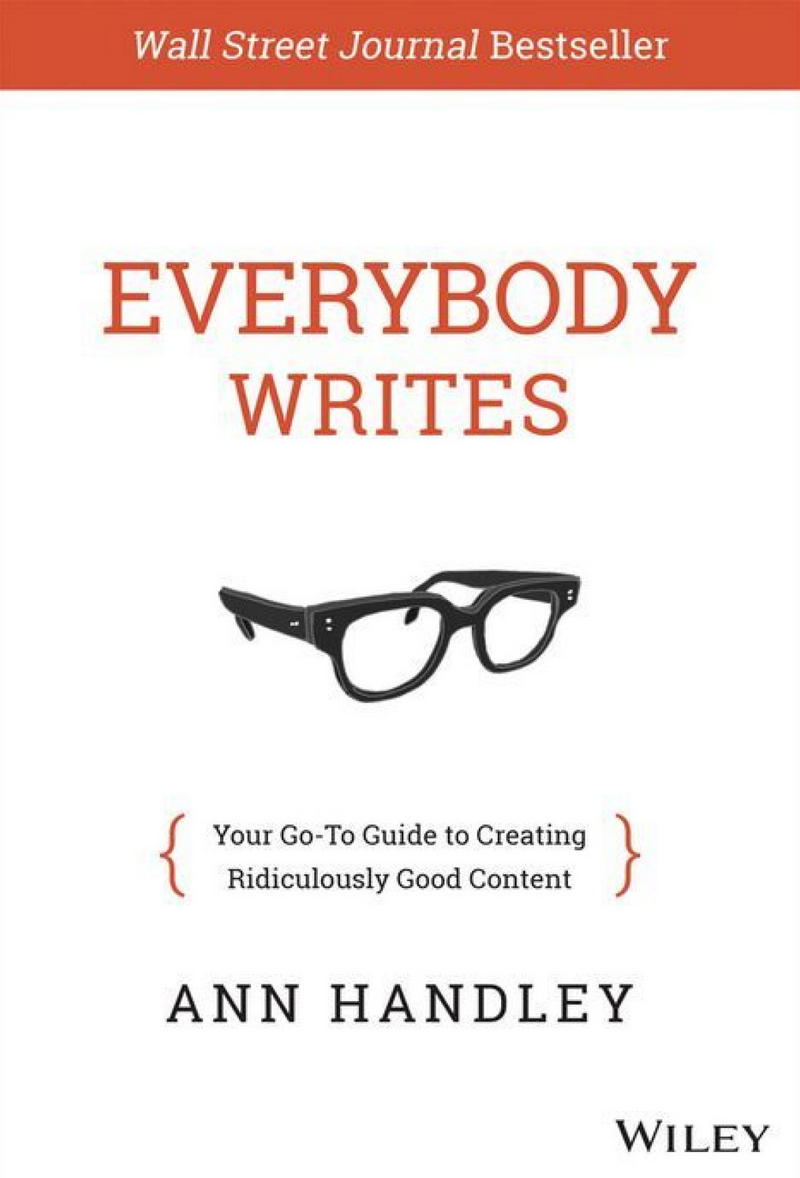 Wall Street Journal Bestseller
EVERYBODY
WRITES
{ Your Go-To Guide to Creating
Ridiculously Good Content }
ANN HANDLEY
WILEY